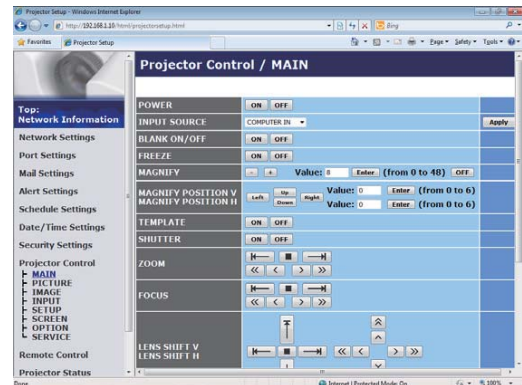 Projector Setup - Windows Internet Explorer
http://192.168.1.10/html/projectorsetup.html
Bing
Favorites Projector Setup
Page Safety Tools
Projector Control / MAIN
Top:
Network Information
Network Settings
Port Settings
Mail Settings
Alert Settings
Schedule Settings
Date/Time Settings
Security Settings
Projector Control
MAIN
PICTURE
IMAGE
INPUT
SETUP
SCREEN
OPTION
SERVICE
Remote Control
Projector Status
POWER ON OFF
INPUT SOURCE COMPUTER IN Apply
BLANK ON/OFF ON OFF
FREEZE ON OFF
MAGNIFY - + Value: 8 Enter (from 0 to 48) OFF
MAGNIFY POSITION V Left Up Right Value: 0 Enter (from 0 to 6)
MAGNIFY POSITION H Down Value: 0 Enter (from 0 to 6)
TEMPLATE ON OFF
SHUTTER ON OFF
ZOOM
FOCUS
LENS SHIFT V
LENS SHIFT H
Done Internet | Protected Mode: On 100%